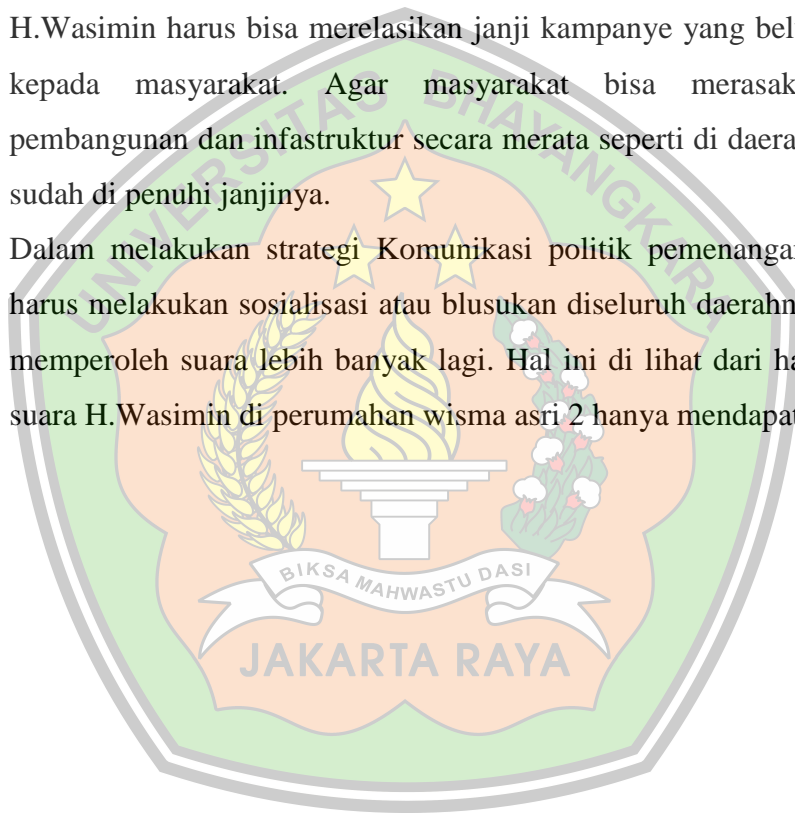 H.Wasimin harus bisa merelasikan janji kampanye yang bel
kepada masyarakat. Agar masyarakat bisa merasak
pembangunan dan infastruktur secara merata seperti di daera
sudah di penuhi janjinya.
Dalam melakukan strategi Komunikasi politik pemenanga
harus melakukan sosialisasi atau blusukan diseluruh daerahn
memperoleh suara lebih banyak lagi. Hal ini di lihat dari ha
suara H.Wasimin di perumahan wisma asri 2 hanya mendapat
UNIVERSITAS BHAYANGKARA
BIKSA MAHWASTU DASI
JAKARTA RAYA